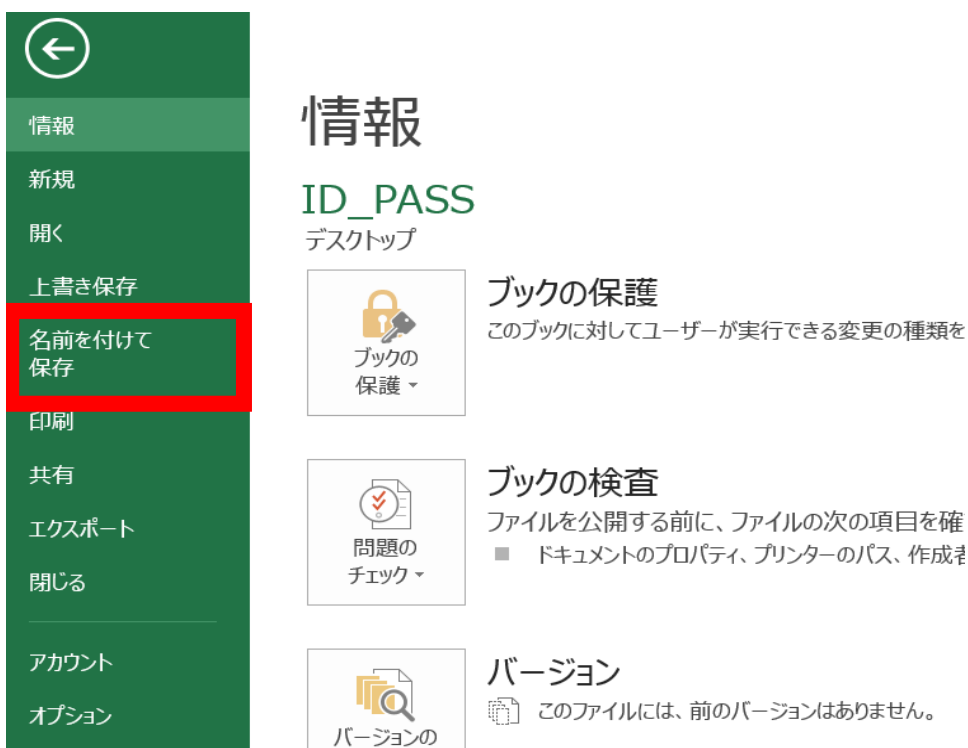 情報
新規
開く
上書き保存
名前を付けて
保存
印刷
共有
エクスポート
閉じる
アカウント
オプション
情報
ID_PASS
デスクトップ
ブックの
保護
ブックの保護
このブックに対してユーザーが実行できる変更の種類を
問題の
チェック
ブックの検査
ファイルを公開する前に、ファイルの次の項目を確
ドキュメントのプロパティ、プリンターのパス、作成者
バージョンの
バージョン
このファイルには、前のバージョンはありません。